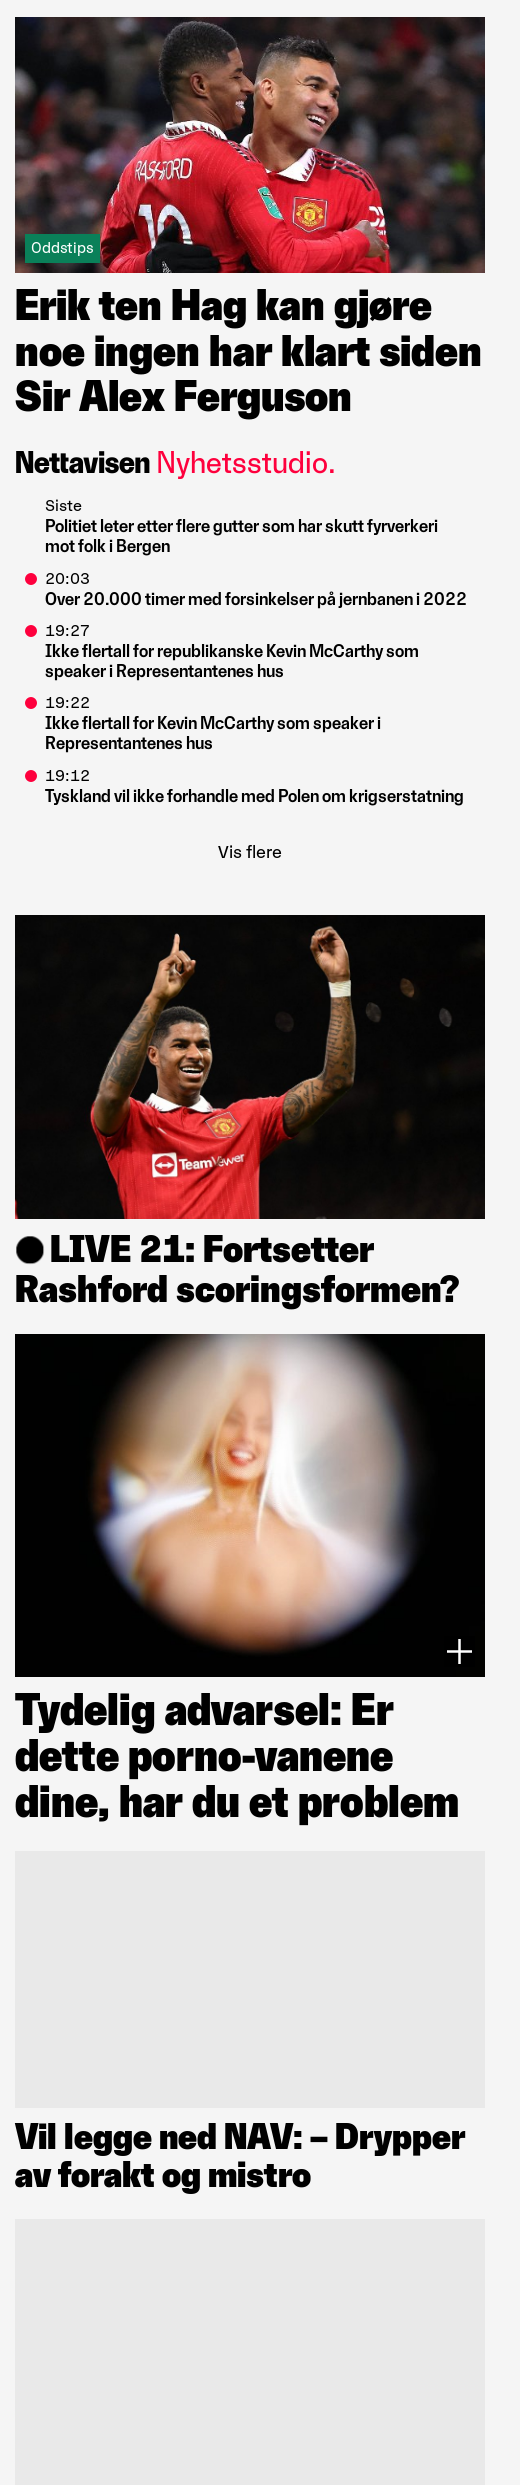 RASHFORD
10
Oddstips
Erik ten Hag kan gjøre
noe ingen har klart siden
Sir Alex Ferguson
Nettavisen Nyhetsstudio.
Siste
Politiet leter etter flere gutter som har skutt fyrverkeri
mot folk i Bergen
20:03
Over 20.000 timer med forsinkelser på jernbanen i 2022
19:27
Ikke flertall for republikanske Kevin McCarthy som
speaker i Representantenes hus
19:22
Ikke flertall for Kevin McCarthy som speaker i
Representantenes hus
19:12
Tyskland vil ikke forhandle med Polen om krigserstatning
Vis flere
TeamViewer
LIVE 21: Fortsetter
Rashford scoringsformen?
Tydelig advarsel: Er
dette porno-vanene
dine, har du et problem
Vil legge ned NAV: – Drypper
av forakt og mistro